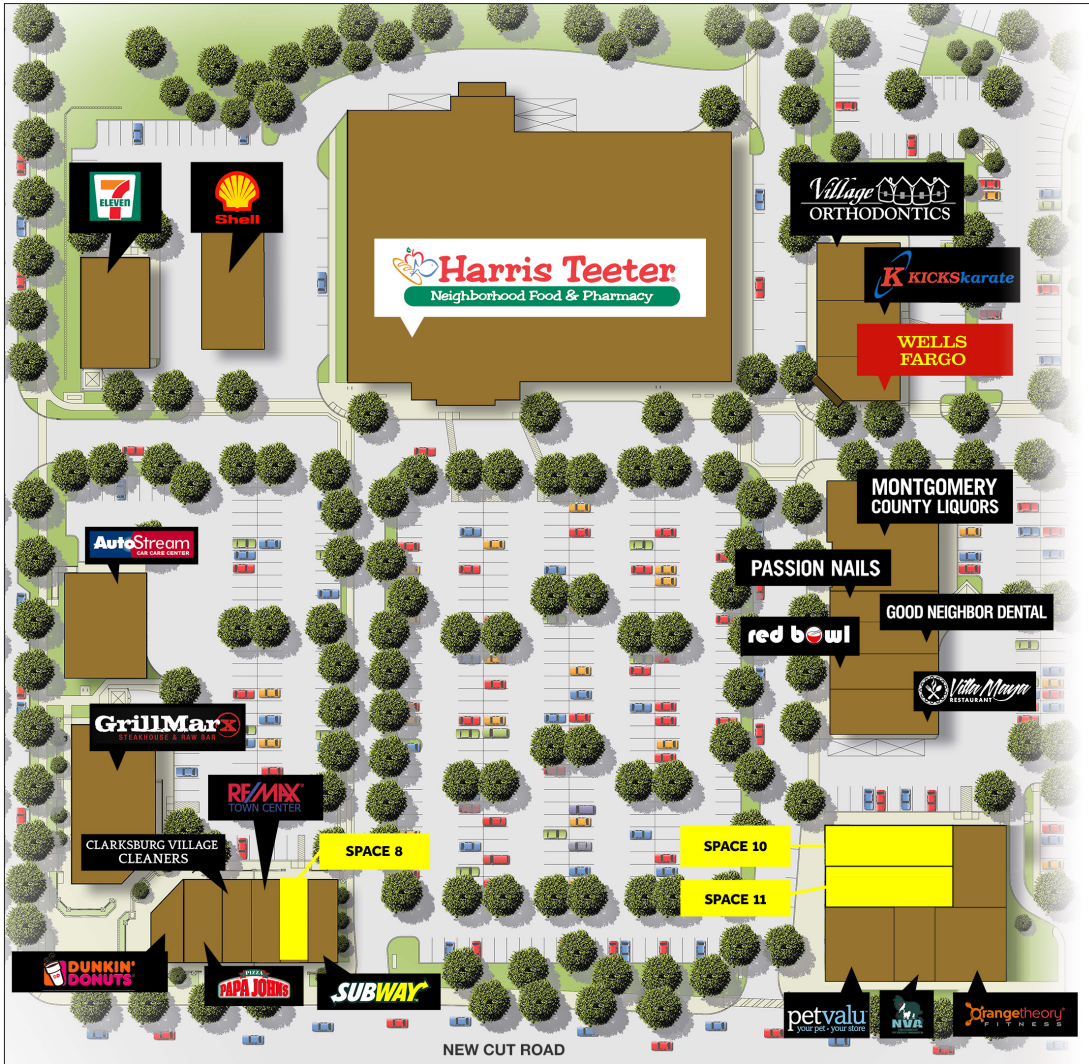 7
ELEVEN
Shell
Village
ORTHODONTICS
Harris Teeter
Neighborhood Food & Pharmacy
K KICKSkarate
WELLS
FARGO
MONTGOMERY
COUNTY LIQUORS
AutoStream
CAR CARE CENTER
PASSION NAILS
GOOD NEIGHBOR DENTAL
red bowl
Villa Maya
RESTAURANT
GrillMarx
STEAKHOUSE & RAW BAR
RE/MAX
TOWN CENTER
CLARKSBURG VILLAGE
CLEANERS
SPACE 8
SPACE 10
SPACE 11
DUNKIN'
DONUTS
PIZZA
PAPA JOHNS
SUBWAY
petvalu
your pet • your store
NVA
Orangetheory
FITNESS
NEW CUT ROAD